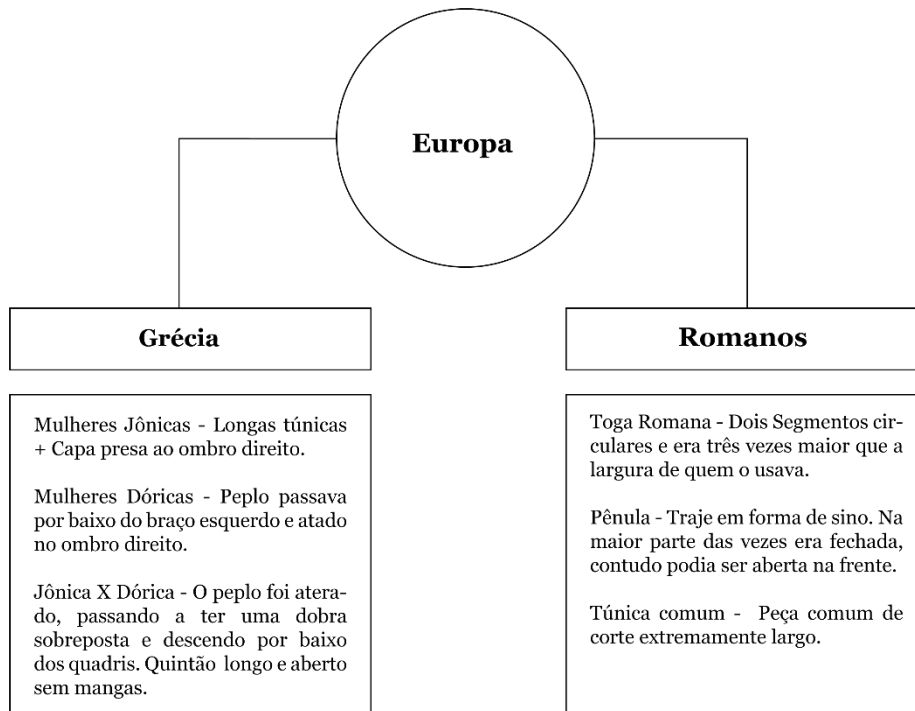 Europa
Grécia
Mulheres Jônicas - Longas túnicas
+ Capa presa ao ombro direito.
Mulheres Dóricas - Peplo passava
por baixo do braço esquerdo e atado
no ombro direito.
Jônica X Dórica - O peplo foi atera-
do, passando a ter uma dobra
sobreposta e descendo por baixo
dos quadris. Quintão longo e aberto
sem mangas.
Romanos
Toga Romana - Dois Segmentos cir-
culares e era três vezes maior que a
largura de quem o usava.
Pênula - Traje em forma de sino. Na
maior parte das vezes era fechada,
contudo podia ser aberta na frente.
Túnica comum - Peça comum de
corte extremamente largo.